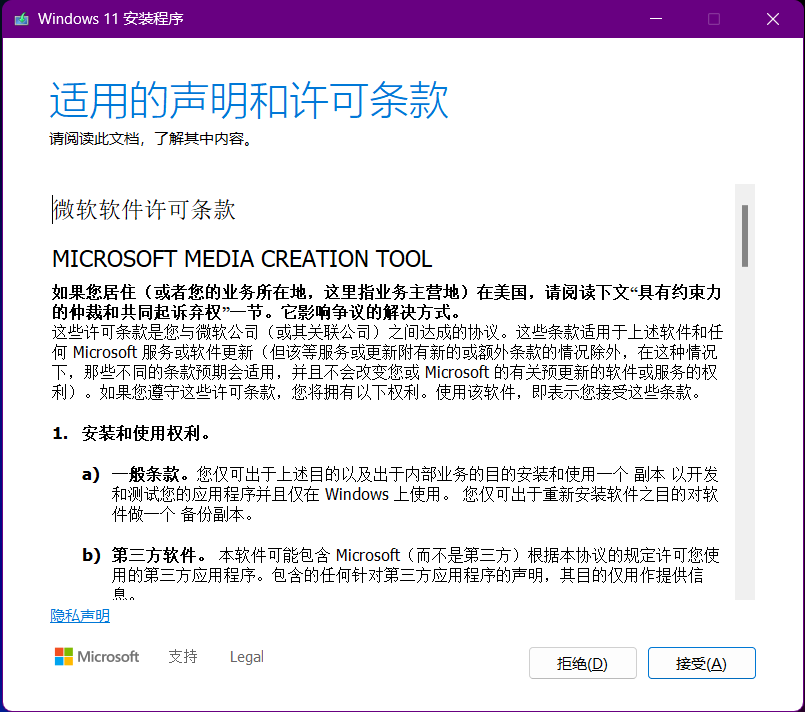 Windows 11 安装程序
适用的声明和许可条款
请阅读此文档，了解其中内容。
微软软件许可条款
MICROSOFT MEDIA CREATION TOOL
如果您居住（或者您的业务所在地，这里指业务主营地）在美国，请阅读下文“具有约束力
的仲裁和共同起诉弃权”一节。它影响争议的解决方式。
这些许可条款是您与微软公司（或其关联公司）之间达成的协议。这些条款适用于上述软件和任
何 Microsoft 服务或软件更新（但该等服务或更新附有新的或额外条款的情况除外，在这种情况
下，那些不同的条款预期会适用，并且不会改变您或 Microsoft 的有关预更新的软件或服务的权
利）。如果您遵守这些许可条款，您将拥有以下权利。使用该软件，即表示您接受这些条款。
1. 安装和使用权利。
a) 一般条款。您仅可出于上述目的以及出于内部业务的目的安装和使用一个 副本 以开发
和测试您的应用程序并且仅在 Windows 上使用。 您仅可出于重新安装软件之目的对软
件做一个 备份副本。
b) 第三方软件。 本软件可能包含 Microsoft（而不是第三方）根据本协议的规定许可您使
用的第三方应用程序。包含的任何针对第三方应用程序的声明，其目的仅用作提供信
息。
隐私声明
Microsoft 支持 Legal
拒绝(D) 接受(A)